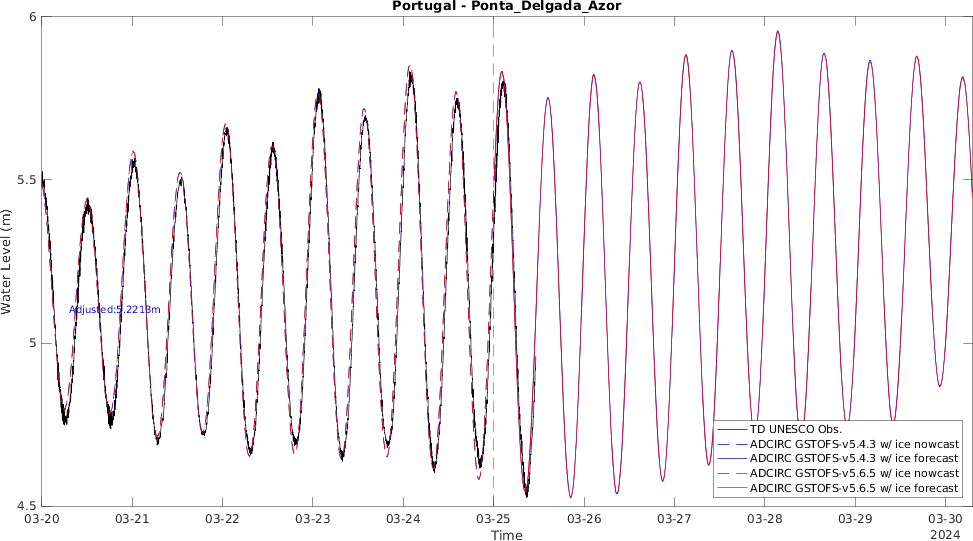 Portugal - Ponta_Delgada_Azor
6
5.5
5
4.5
Water Level (m)
Adjusted:5.2213m
TD UNESCO Obs.
ADCIRC GSTOFS-v5.4.3 w/ ice nowcast
ADCIRC GSTOFS-v5.4.3 w/ ice forecast
ADCIRC GSTOFS-v5.6.5 w/ ice nowcast
ADCIRC GSTOFS-v5.6.5 w/ ice forecast
03-20 03-21 03-22 03-23 03-24 03-25 03-26 03-27 03-28 03-29 03-30
Time
2024